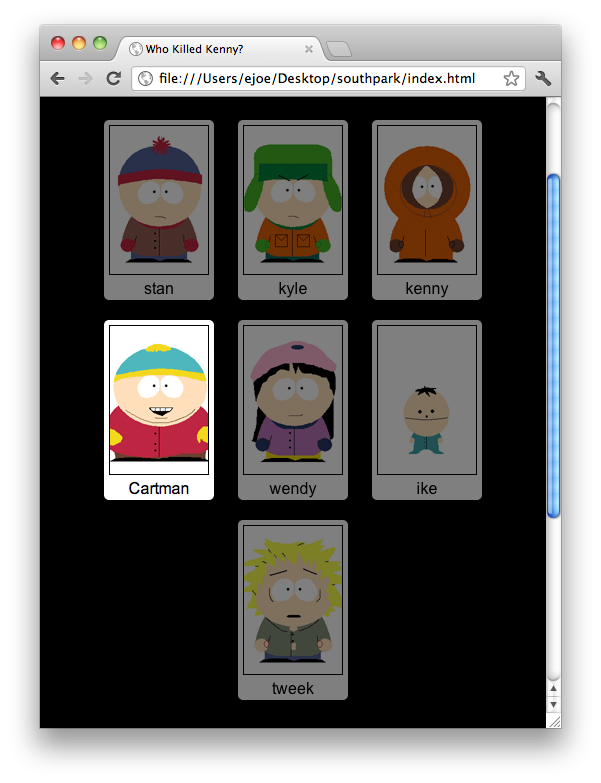 Who Killed Kenny?
file:///Users/ejoe/Desktop/southpark/index.html
stan
kyle
kenny
Cartman
wendy
ike
tweek